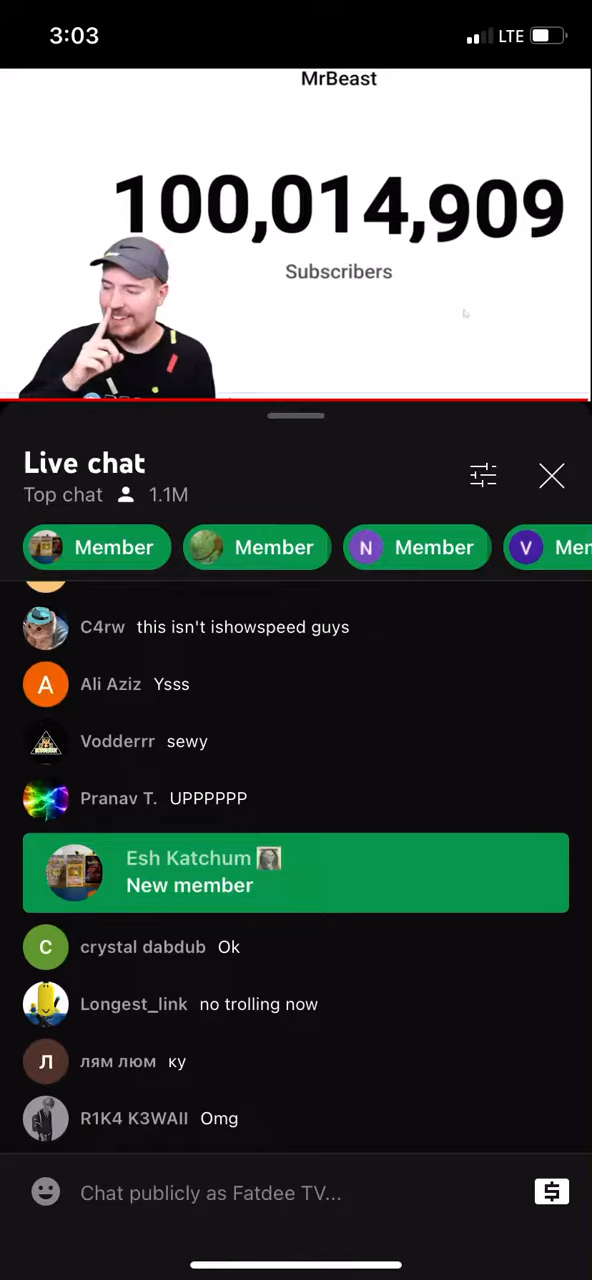 3:03
LTE
MrBeast
100,014,909
Subscribers
Live chat
Top chat 1.1M
Member Member N Member V Mem
C4rw this isn't ishowspeed guys
A Ali Aziz Ysss
Vodderrr sewy
Pranav T. UPPPPPP
Esh Katchum
New member
C crystal dabdub Ok
Longest_link no trolling now
Л лям люм ку
R1K4 K3WAII Omg
Chat publicly as Fatdee TV...
$